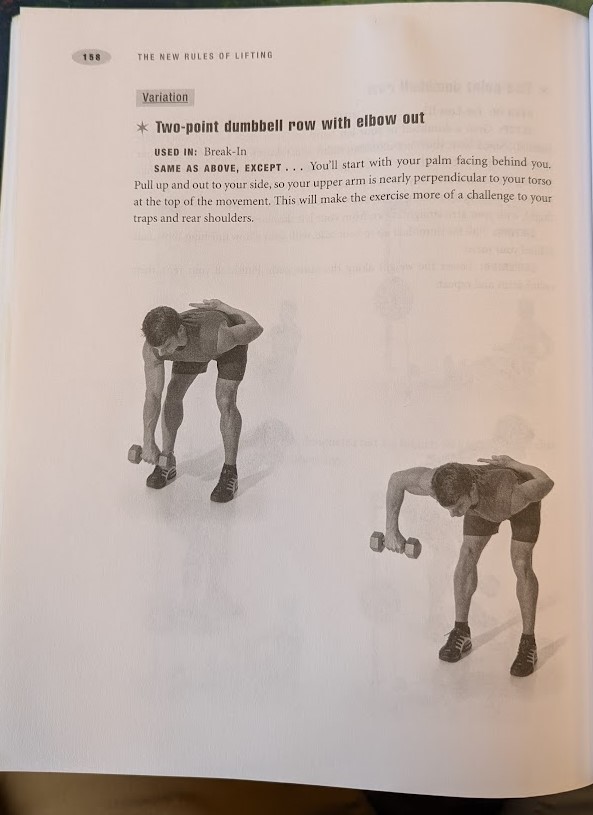 158
THE NEW RULES OF LIFTING
Variation
✶ Two-point dumbbell row with elbow out
USED IN: Break-In
SAME AS ABOVE, EXCEPT . . . You'll start with your palm facing behind you.
Pull up and out to your side, so your upper arm is nearly perpendicular to your torso
at the top of the movement. This will make the exercise more of a challenge to your
traps and rear shoulders.